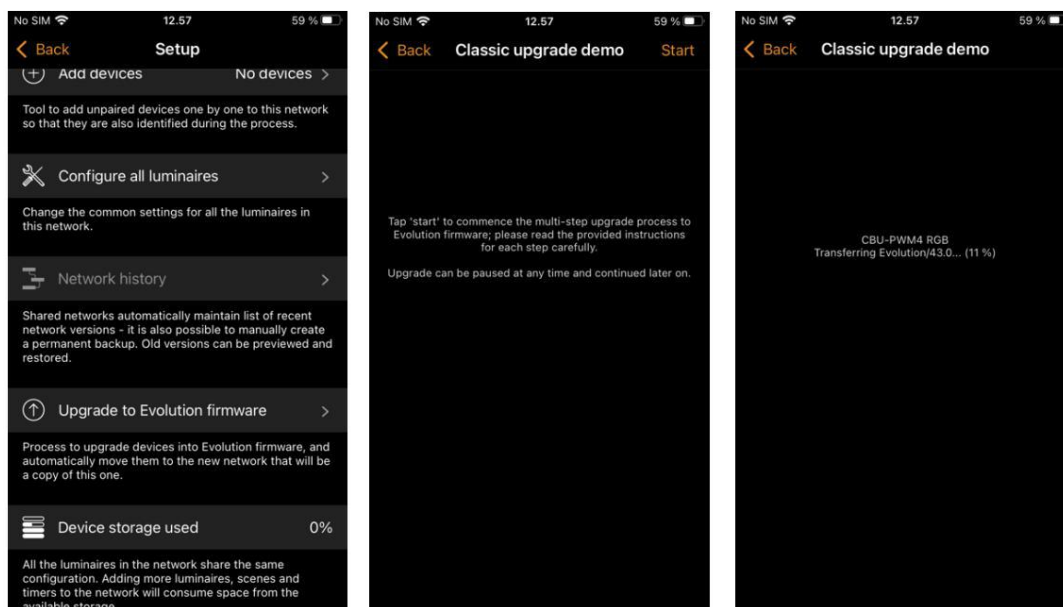 No SIM 12.57 59 %
Back Setup
Add devices No devices
Tool to add unpaired devices one by one to this network
so that they are also identified during the process.
Configure all luminaires
Change the common settings for all the luminaires in
this network.
Network history
Shared networks automatically maintain list of recent
network versions - it is also possible to manually create
a permanent backup. Old versions can be previewed and
restored.
Upgrade to Evolution firmware
Process to upgrade devices into Evolution firmware, and
automatically move them to the new network that will be
a copy of this one.
Device storage used 0%
All the luminaires in the network share the same
configuration. Adding more luminaires, scenes and
timers to the network will consume space from the
available storage.
No SIM 12.57 59 %
Back Classic upgrade demo Start
Tap 'start' to commence the multi-step upgrade process to
Evolution firmware; please read the provided instructions
for each step carefully.
Upgrade can be paused at any time and continued later on.
No SIM 12.57 59 %
Back Classic upgrade demo
CBU-PWM4 RGB
Transferring Evolution/43.0... (11 %)